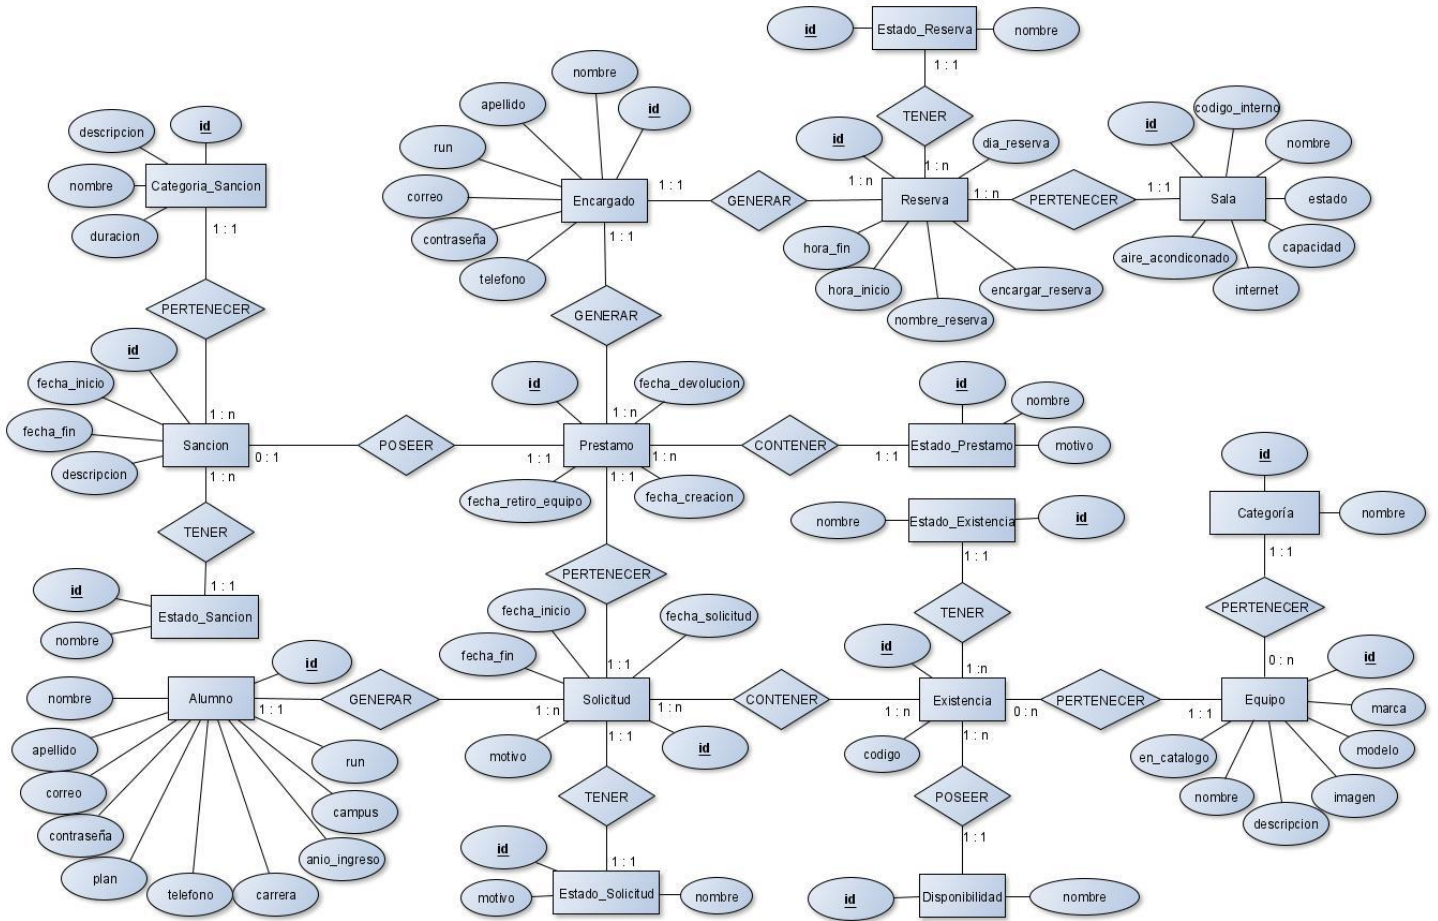 id
Estado_Reserva
nombre
1 : 1
TENER
1:n
nombre
apellido
id
run
correo
contraseña
telefono
Encargado
1:1
1:1
GENERAR
1:n
id
dia_reserva
Reserva
1:n
hora_fin
hora_inicio
nombre_reserva
encargar_reserva
PERTENECER
1:1
id
codigo_interno
nombre
estado
capacidad
internet
aire_acondiconado
Sala
descripcion
id
nombre
Categoria_Sancion
duracion
1 : 1
PERTENECER
1 : n
id
fecha_inicio
fecha_fin
descripcion
Sancion
0:1
1:n
POSEER
1:1
GENERAR
1:n
id
fecha_devolucion
Prestamo
1:n
1:1
fecha_retiro_equipo
fecha_creacion
CONTENER
1:1
id
nombre
Estado_Prestamo
motivo
TENER
1 : 1
id
nombre
Estado_Sancion
PERTENECER
1:1
nombre
Estado_Existencia
id
1:1
TENER
1:n
id
Categoría
nombre
1:1
PERTENECER
0:n
id
nombre
Alumno
1:1
apellido
correo
contraseña
plan
telefono
carrera
anio_ingreso
campus
run
GENERAR
1:n
fecha_inicio
fecha_solicitud
fecha_fin
Solicitud
1:n
1:1
motivo
id
CONTENER
1:n
id
Existencia
0:n
1:n
codigo
PERTENECER
1:1
id
Equipo
marca
en_catalogo
modelo
nombre
imagen
descripcion
TENER
1 : 1
id
motivo
Estado_Solicitud
nombre
POSEER
1:1
id
Disponibilidad
nombre